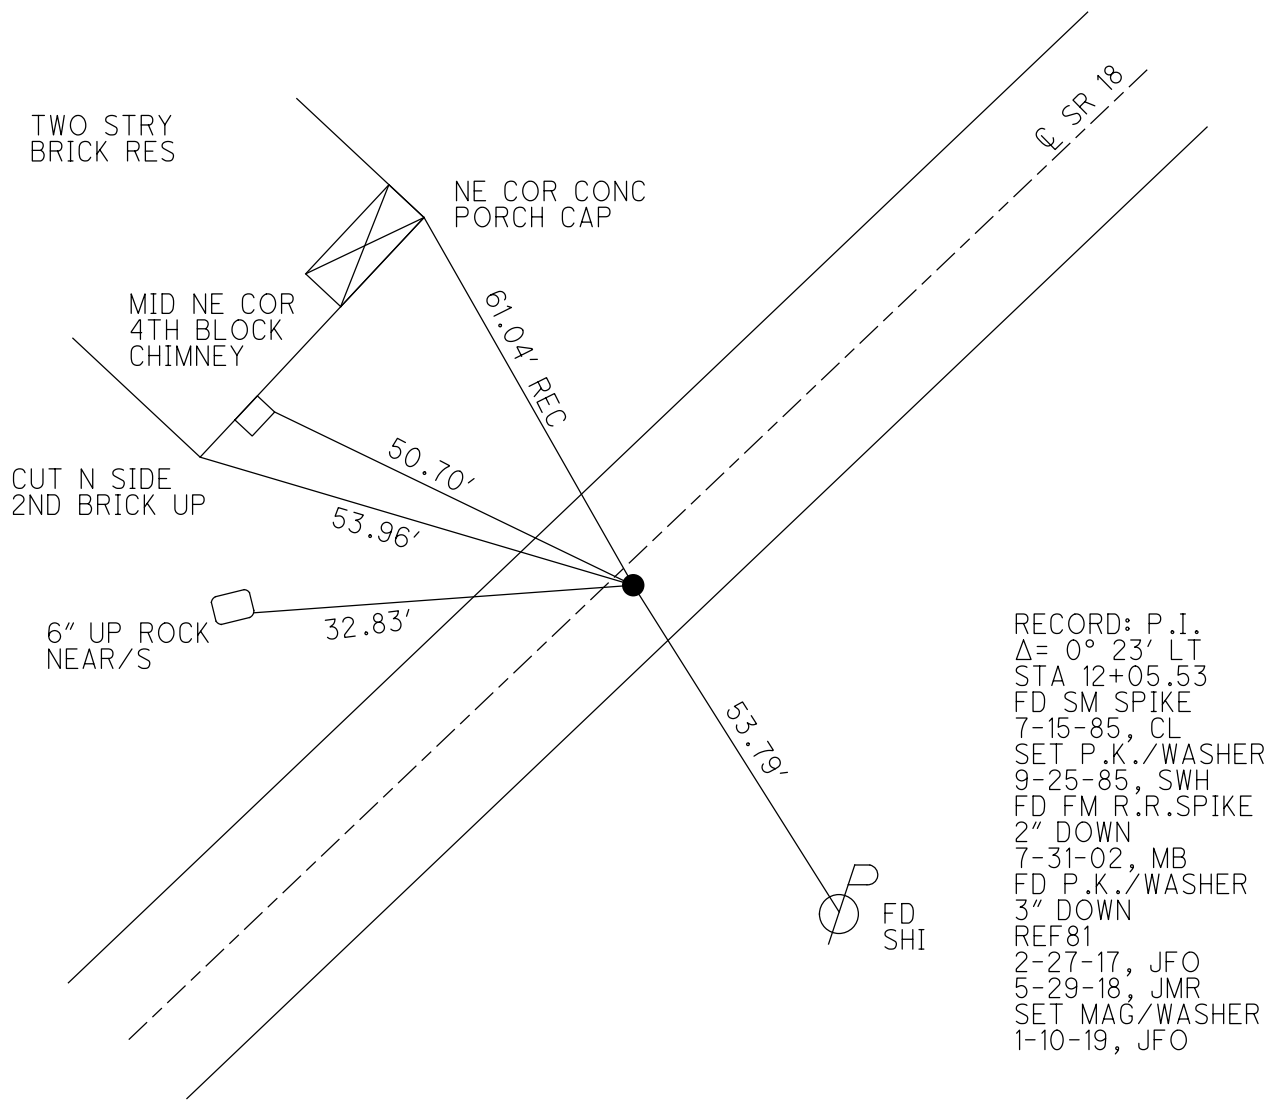 ℄ SR 18
TWO STRY
BRICK RES
NE COR CONC
PORCH CAP
MID NE COR
4TH BLOCK
CHIMNEY
61.04' REC
50.70'
CUT N SIDE
2ND BRICK UP
53.96'
32.83'
6" UP ROCK
NEAR/S
53.79'
FD
SHI
RECORD: P.I.
Δ= 0° 23' LT
STA 12+05.53
FD SM SPIKE
7-15-85, CL
SET P.K./WASHER
9-25-85, SWH
FD FM R.R.SPIKE
2" DOWN
7-31-02, MB
FD P.K./WASHER
3" DOWN
REF81
2-27-17, JFO
5-29-18, JMR
SET MAG/WASHER
1-10-19, JFO